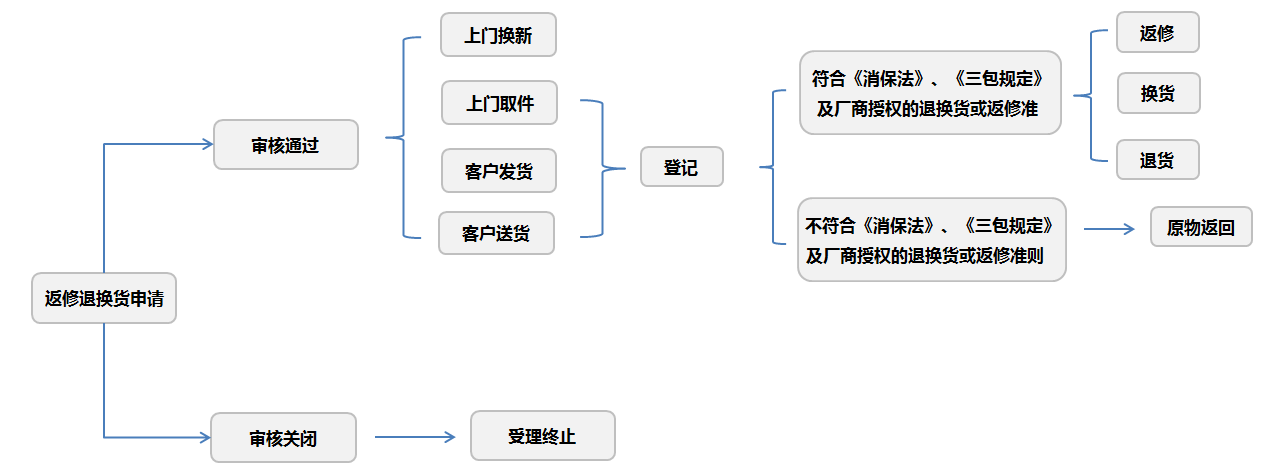 上门换新
上门取件
客户发货
客户送货
审核通过
登记
符合《消保法》、《三包规定》
及厂商授权的退换货或返修准
返修
换货
退货
不符合《消保法》、《三包规定》
及厂商授权的退换货或返修准则
原物返回
返修退换货申请
审核关闭
受理终止